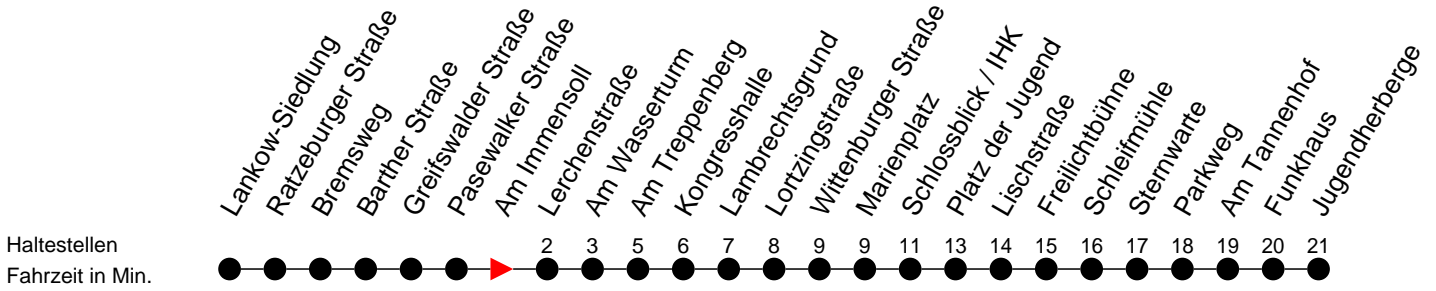 Lankow-Siedlung
Ratzeburger Straße
Bremsweg
Barther Straße
Greifswalder Straße
Pasewalker Straße
Am Immensoll
Lerchenstraße
Am Wasserturm
Am Treppenberg
Kongresshalle
Lambrechtsgrund
Lortzingstraße
Wittenburger Straße
Marienplatz
Schlossblick / IHK
Platz der Jugend
Lischstraße
Freilichtbühne
Schleifmühle
Sternwarte
Parkweg
Am Tannenhof
Funkhaus
Jugendherberge
Haltestellen 2 3 5 6 7 8 9 9 11 13 14 15 16 17 18 19 20 21
Fahrzeit in Min.